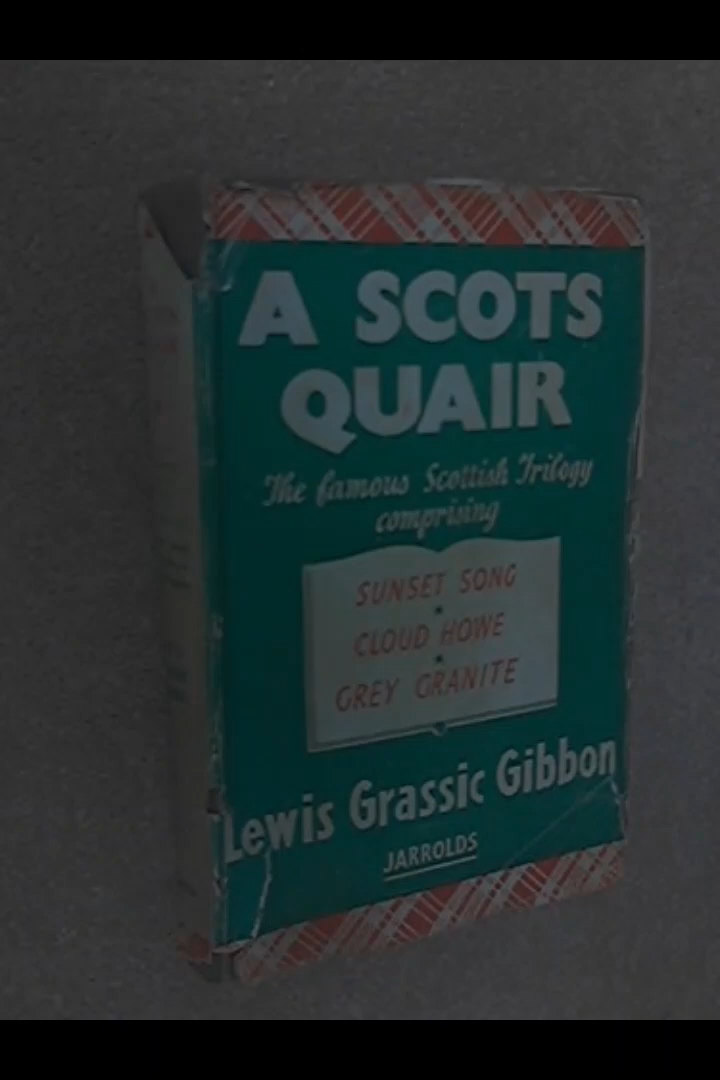 A SCOTS
QUAIR
The famous Scottish Trilogy
comprising
SUNSET SONG
CLOUD HOWE
GREY GRANITE
Lewis Grassic Gibbon
JARROLDS